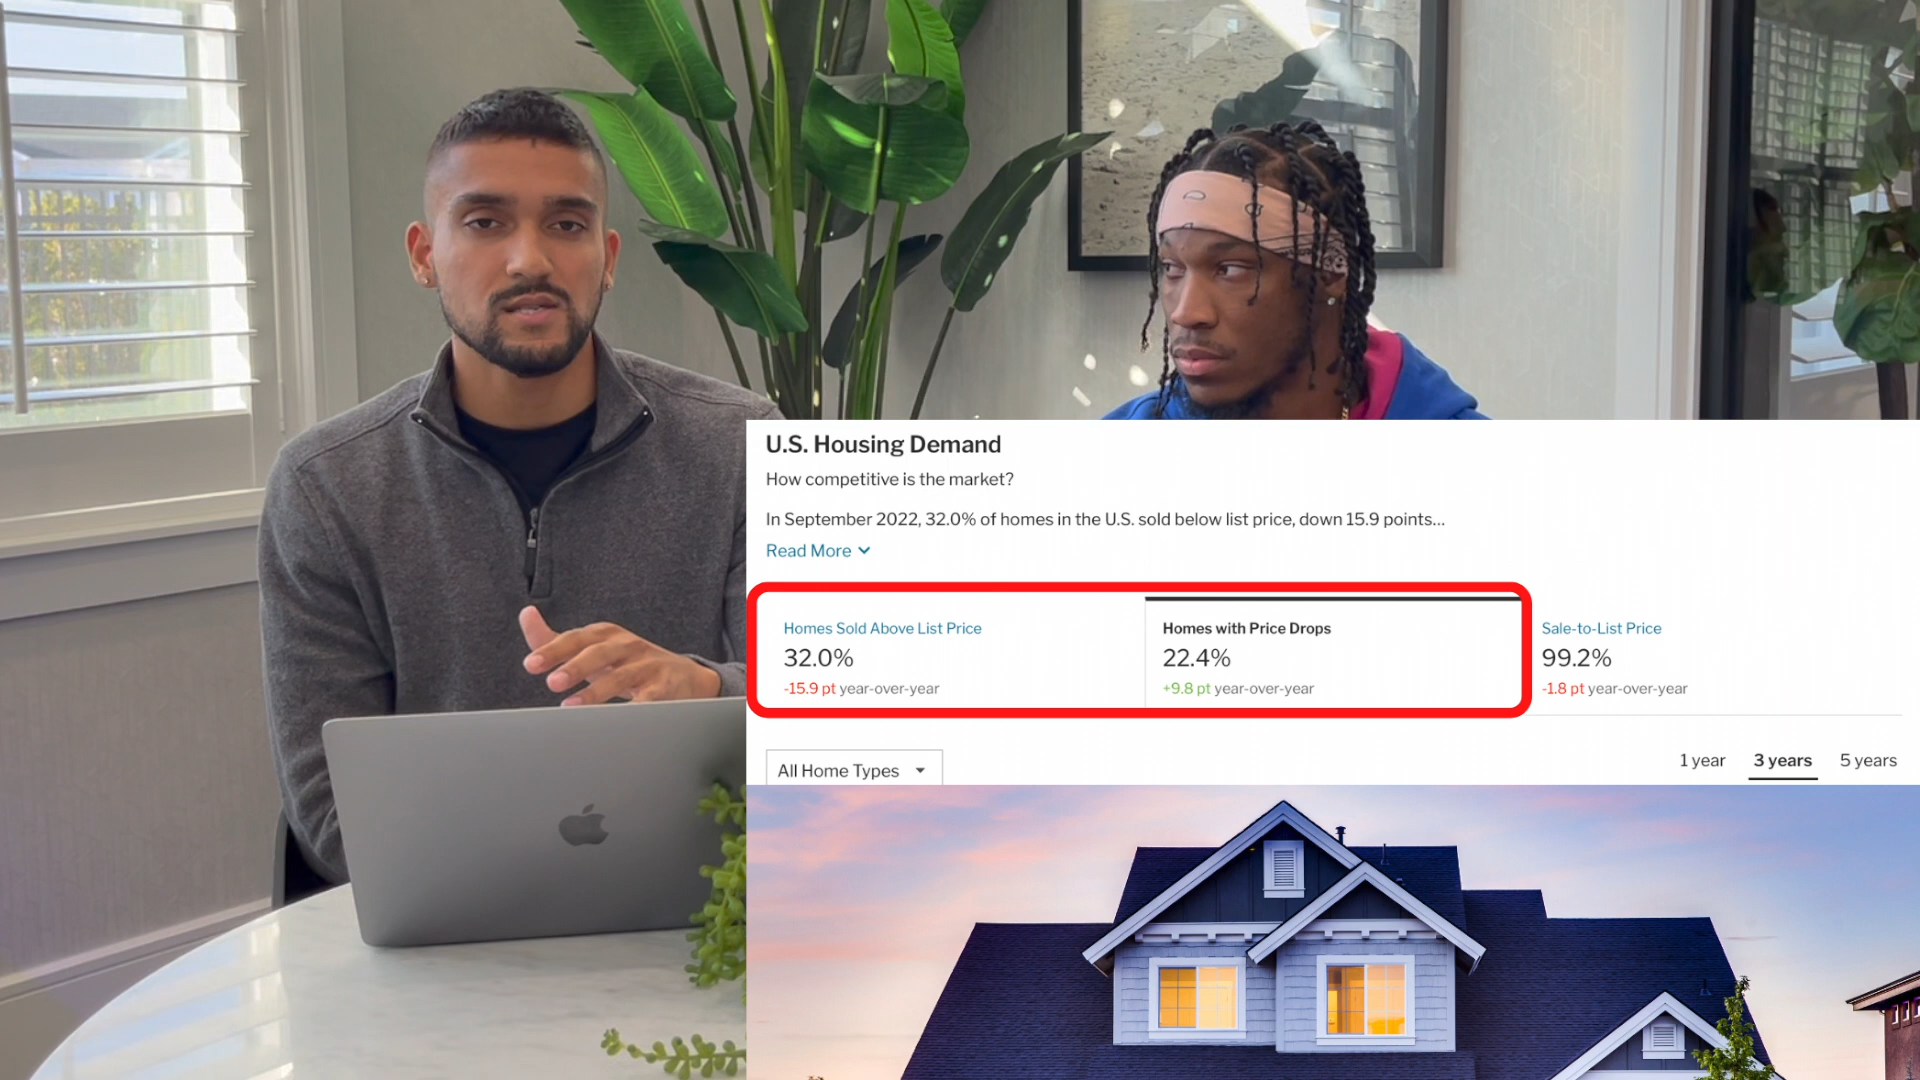 U.S. Housing Demand
How competitive is the market?
In September 2022, 32.0% of homes in the U.S. sold below list price, down 15.9 points...
Read More
Homes Sold Above List Price
32.0%
-15.9 pt year-over-year
Homes with Price Drops
22.4%
+9.8 pt year-over-year
Sale-to-List Price
99.2%
-1.8 pt year-over-year
All Home Types
1 year
3 years
5 years